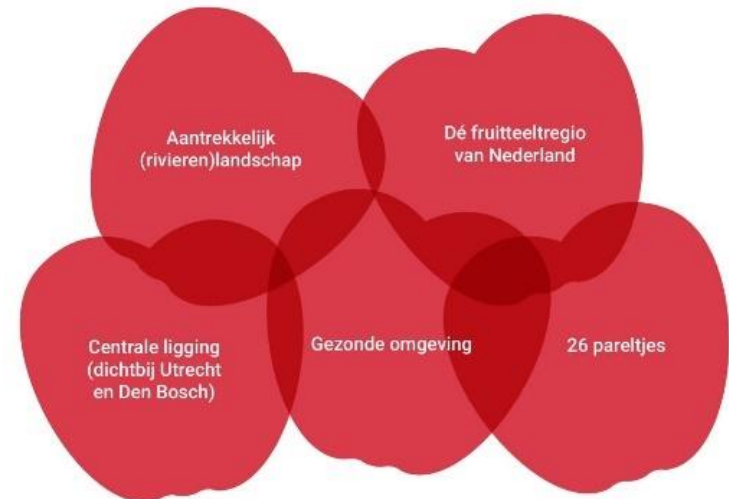 Aantrekkelijk
(rivieren)landschap
Dé fruitteeltregio
van Nederland
Centrale ligging
(dichtbij Utrecht
en Den Bosch)
Gezonde omgeving
26 pareltjes